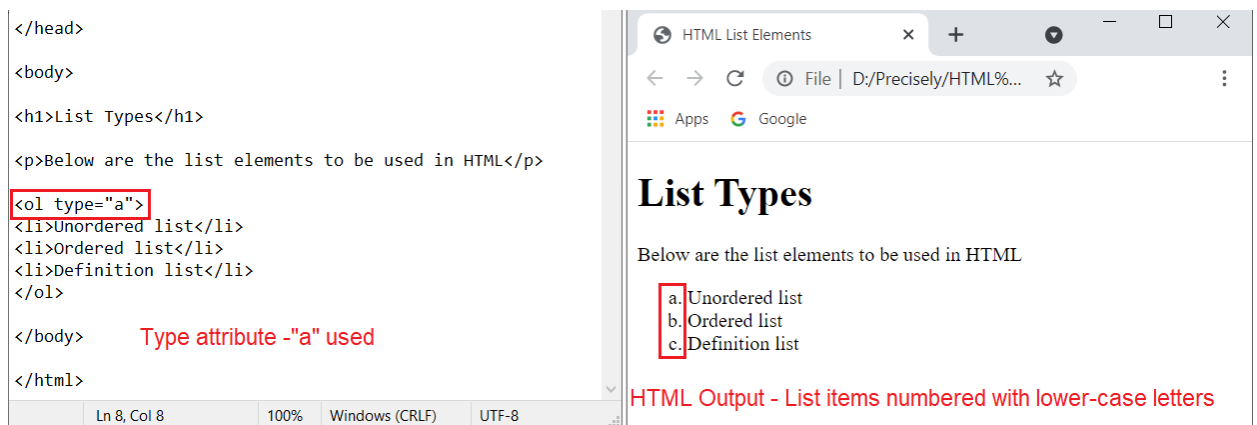 </head>
<body>
<h1>List Types</h1>
<p>Below are the list elements to be used in HTML</p>
<ol type="a">
<li>Unordered list</li>
<li>Ordered list</li>
<li>Definition list</li>
</ol>
</body>
Type attribute -"a" used
</html>
Ln 8, Col 8 100% Windows (CRLF) UTF-8
HTML List Elements
File | D:/Precisely/HTML%...
Apps G Google
List Types
Below are the list elements to be used in HTML
a. Unordered list
b. Ordered list
c. Definition list
HTML Output - List items numbered with lower-case letters